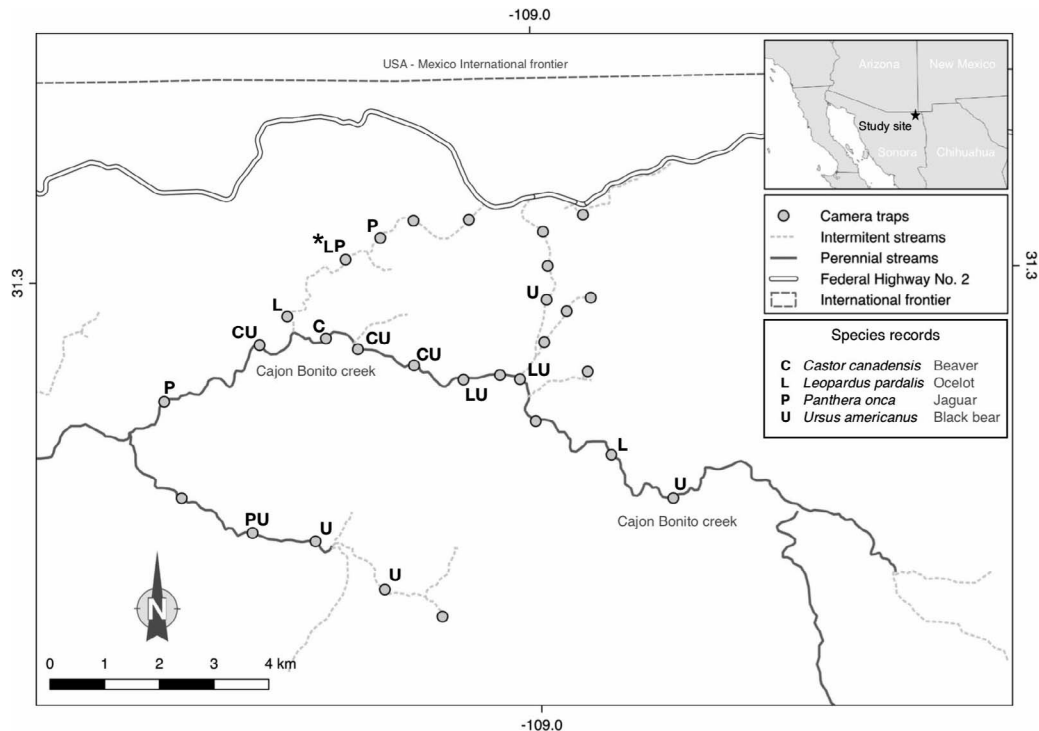 -109.0
USA - Mexico International frontier
Arizona
New Mexico
Study site
Sonora
Chihuahua
Camera traps
Intermitent streams
Perennial streams
Federal Highway No. 2
International frontier
Species records
C Castor canadensis Beaver
L Leopardus pardalis Ocelot
P Panthera onca Jaguar
U Ursus americanus Black bear
31.3
31.3
P
*LP
U
L
C
CU
CU
CU
Cajon Bonito creek
LU
LU
P
L
U
Cajon Bonito creek
PU
U
U
N
0 1 2 3 4 km
-109.0